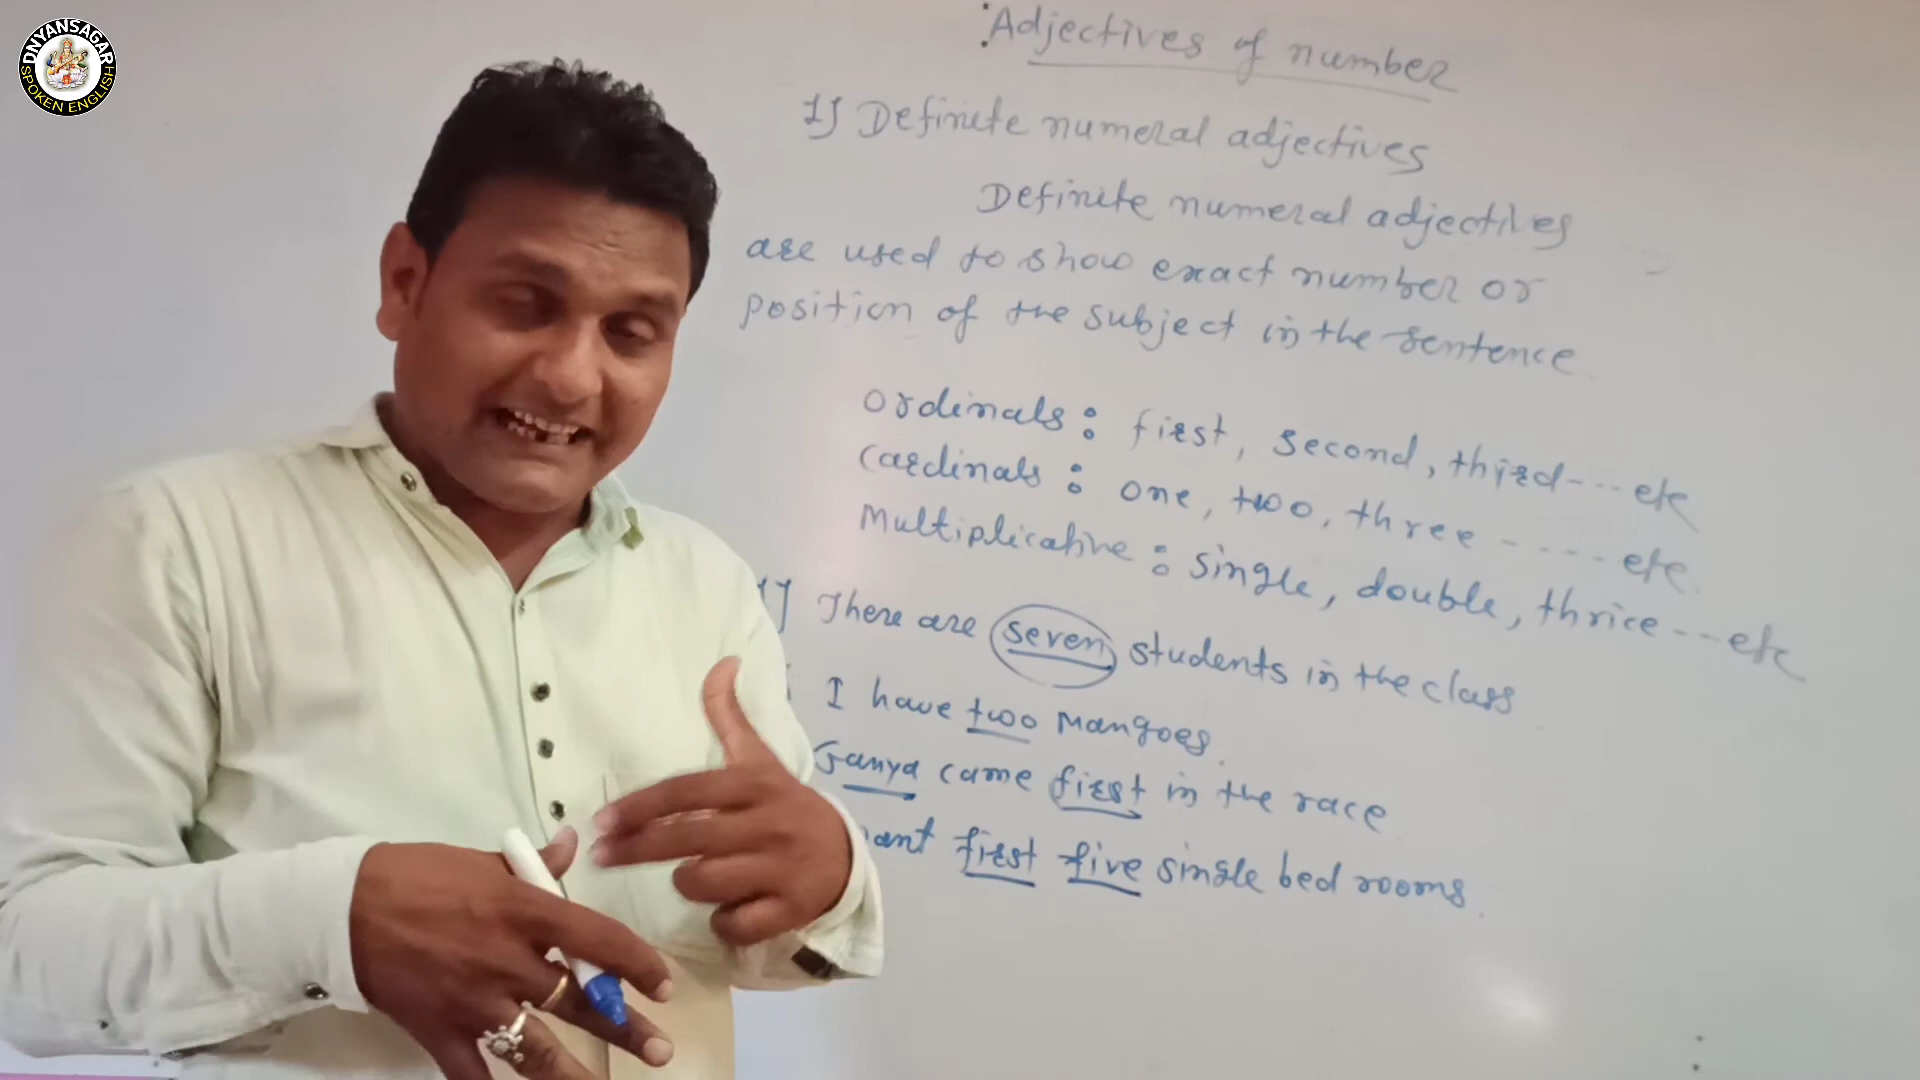 DNYANSAGAR
SPOKEN ENGLISH
Adjectives of number
1] Definite numeral adjectives
Definite numeral adjectives
are used to show exact number or
position of the subject in the sentence
Ordinals : first, second, third---etc
Cardinals : one, two, three ----- etc.
Multiplicative : single, double, thrice---etc
1] There are seven students in the class
I have two Mangoes.
Ganya came first in the race
first five single bed rooms.